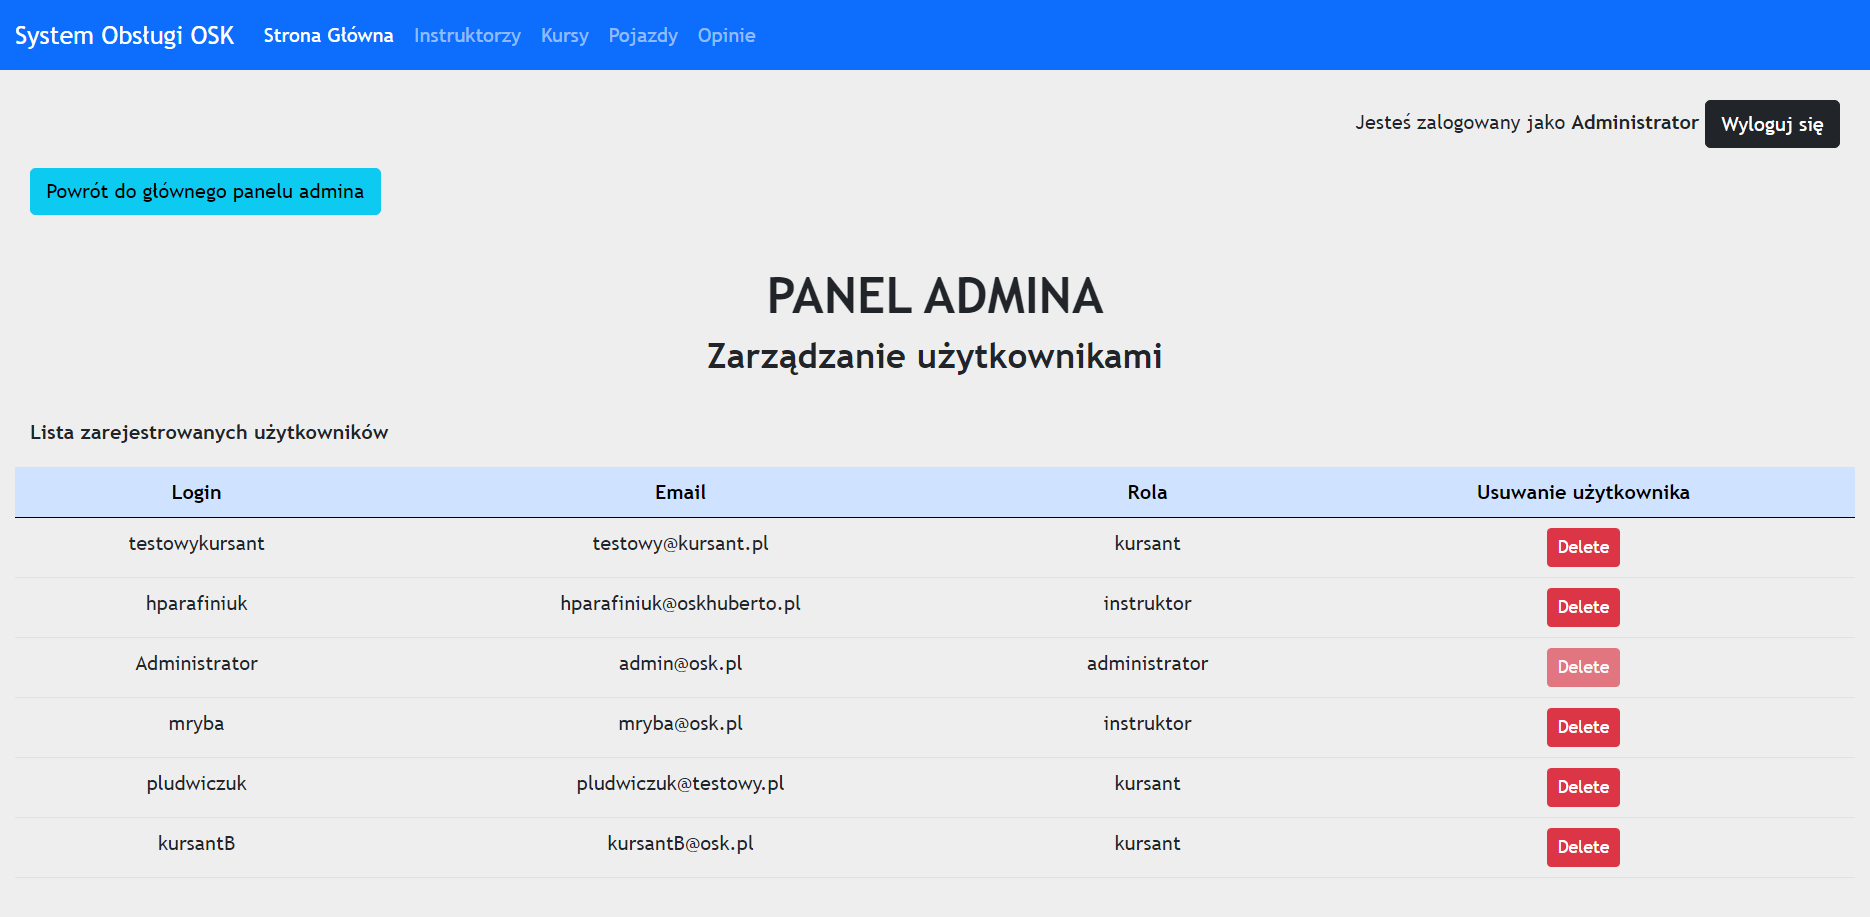 System Obsługi OSK Strona Główna Instruktorzy Kursy Pojazdy Opinie
Jesteś zalogowany jako Administrator Wyloguj się
Powrót do głównego panelu admina
PANEL ADMINA
Zarządzanie użytkownikami
Lista zarejestrowanych użytkowników
Login Email Rola Usuwanie użytkownika
testowykursant testowy@kursant.pl kursant Delete
hparafiniuk hparafiniuk@oskhuberto.pl instruktor Delete
Administrator admin@osk.pl administrator Delete
mryba mryba@osk.pl instruktor Delete
pludwiczuk pludwiczuk@testowy.pl kursant Delete
kursantB kursantB@osk.pl kursant Delete